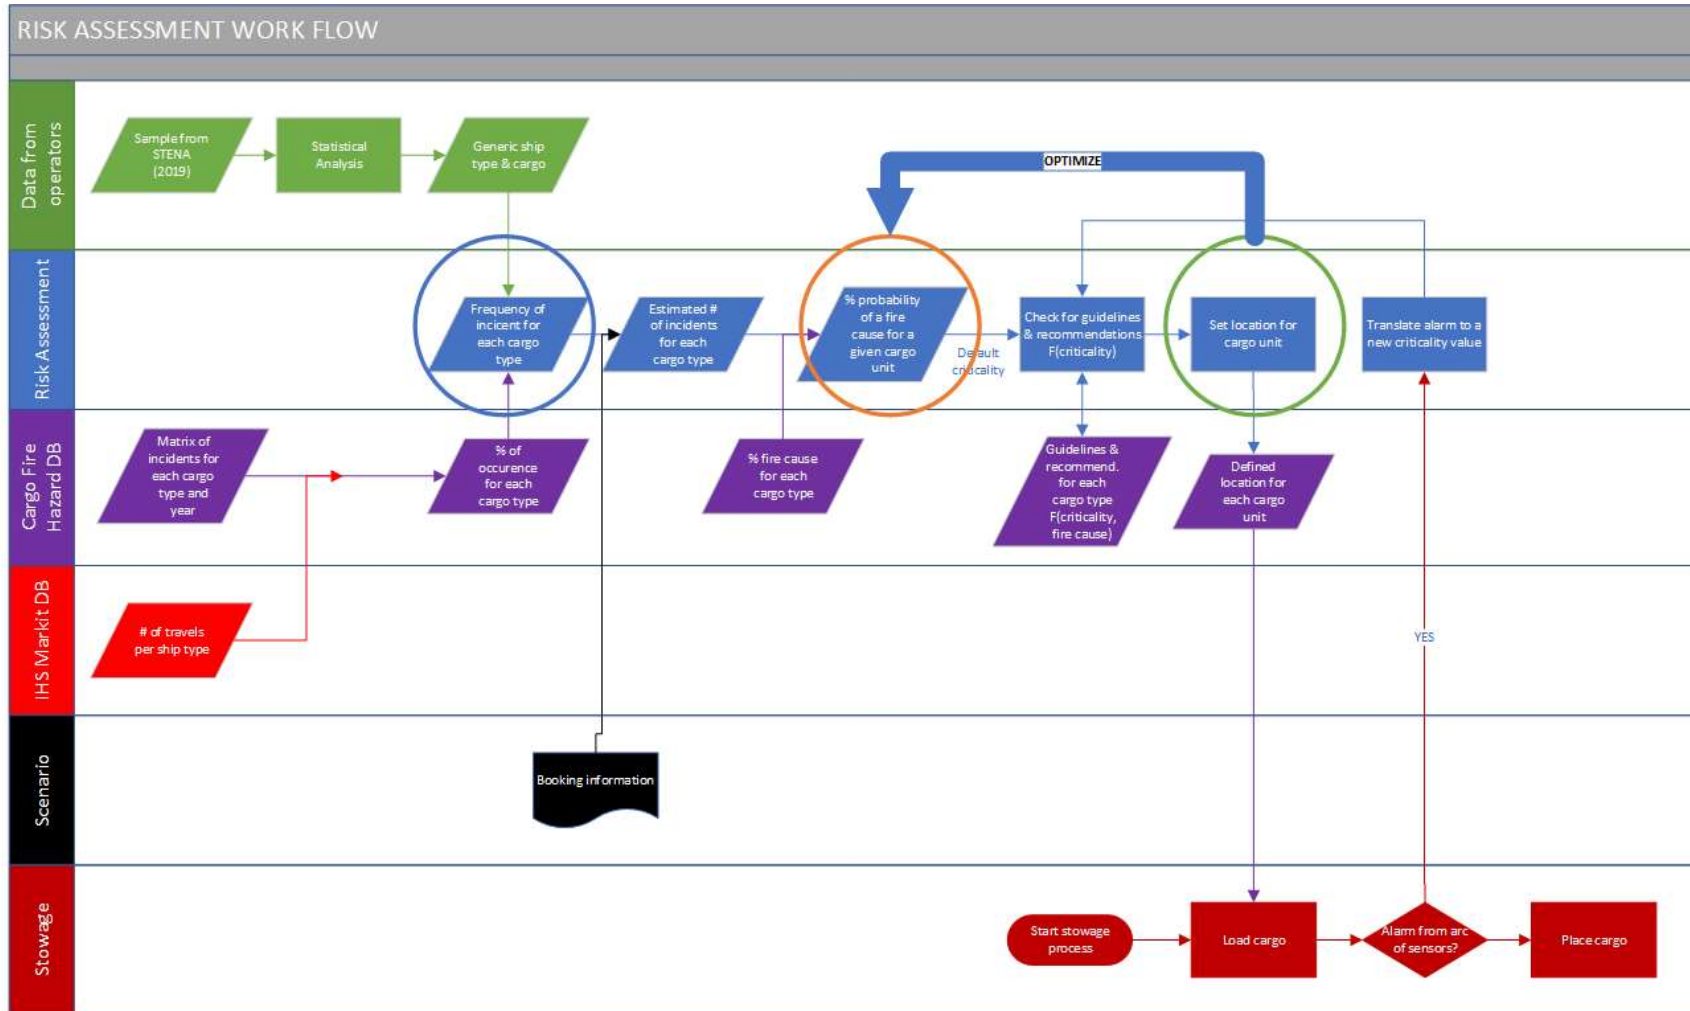 RISK ASSESSMENT WORK FLOW
Data from
operators
Sample from
STENA
(2019)
Statistical
Analysis
Generic ship
type & cargo
OPTIMIZE
Risk Assessment
Frequency of
incicent for
each cargo
type
Estimated #
of incidents
for each
cargo type
% probability
of a fire
cause for a
given cargo
unit
Default
criticality
Check for guidelines
& recommendations
F(criticality)
Set location for
cargo unit
Translate alarm to a
new criticality value
Cargo Fire
Hazard DB
Matrix of
incidents for
each cargo
type and
year
% of
occurence
for each
cargo type
% fire cause
for each
cargo type
Guidelines &
recommend.
for each
cargo type
F(criticality,
fire cause)
Defined
location for
each cargo
unit
IHS Markit DB
# of travels
per ship type
YES
Scenario
Booking information
Stowage
Start stowage
process
Load cargo
Alarm from arc
of sensors?
Place cargo